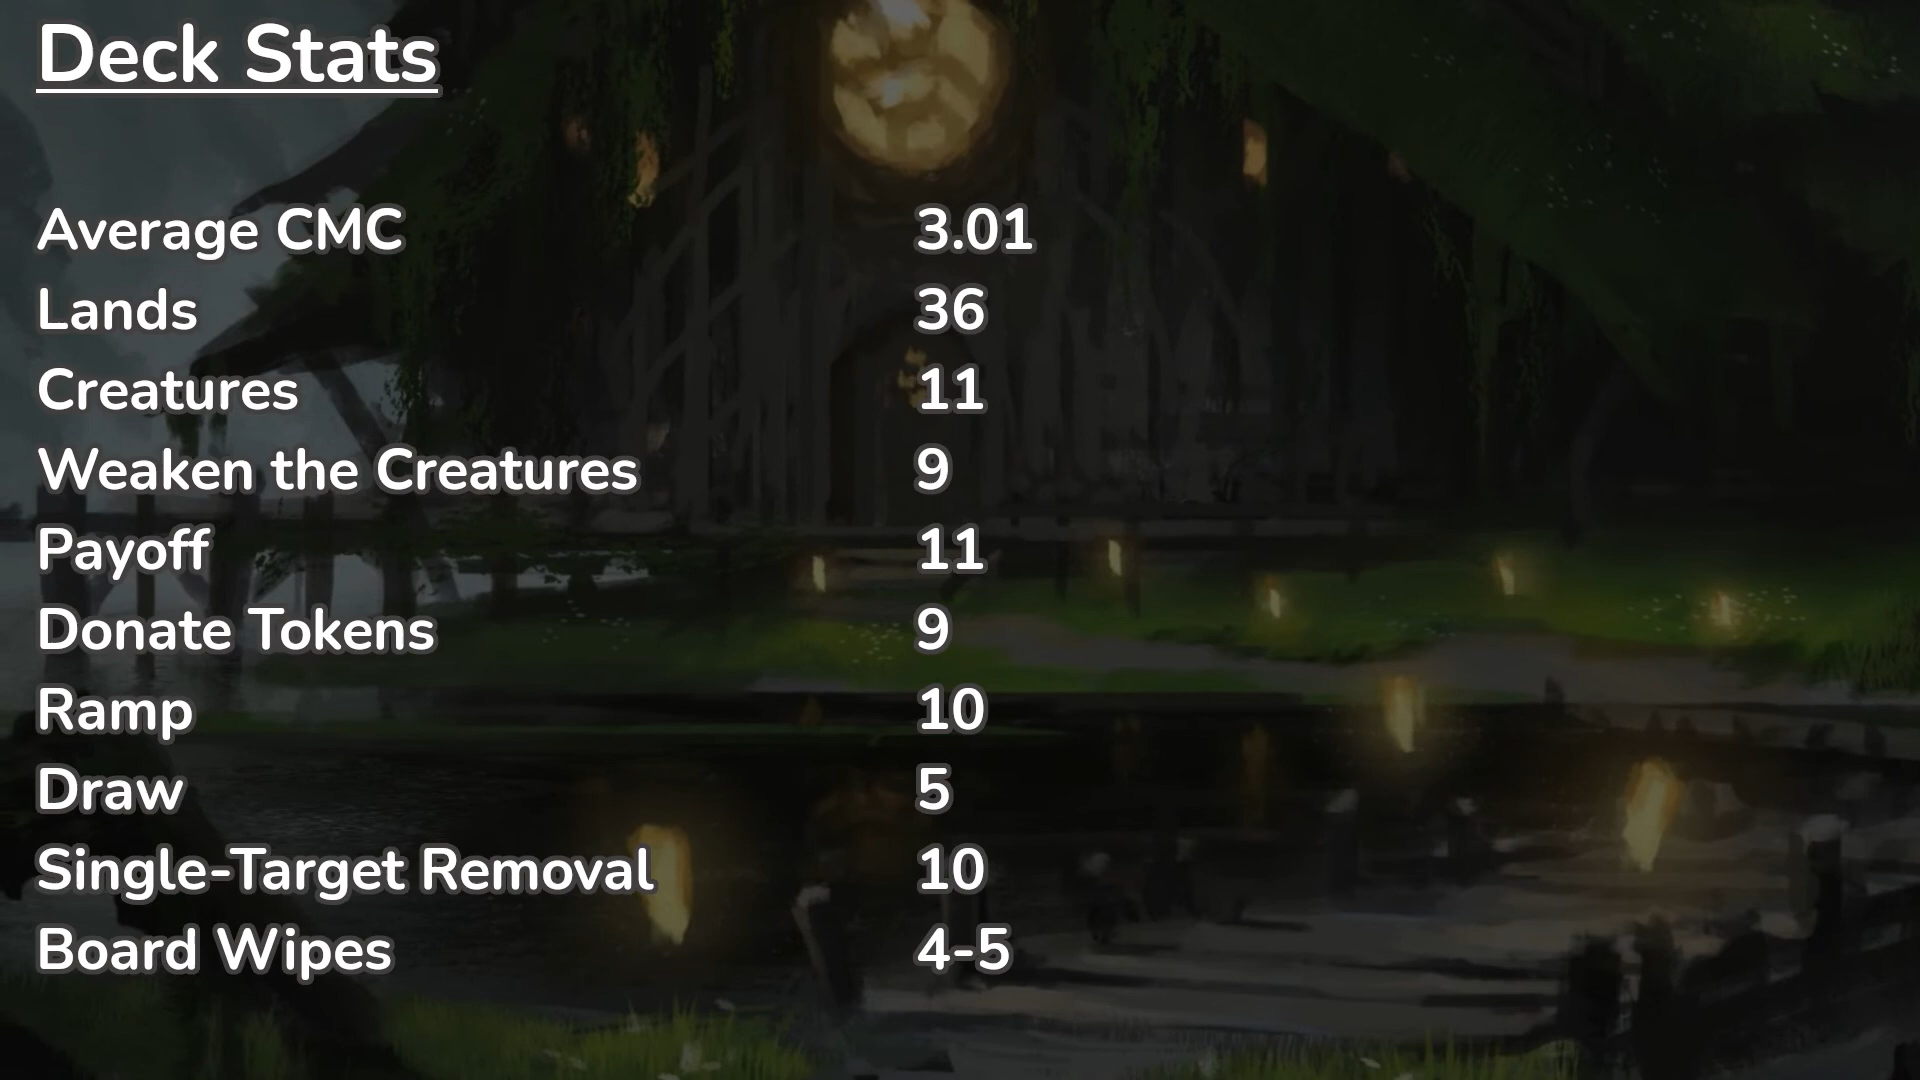 Deck Stats
Average CMC 3.01
Lands 36
Creatures 11
Weaken the Creatures 9
Payoff 11
Donate Tokens 9
Ramp 10
Draw 5
Single-Target Removal 10
Board Wipes 4-5